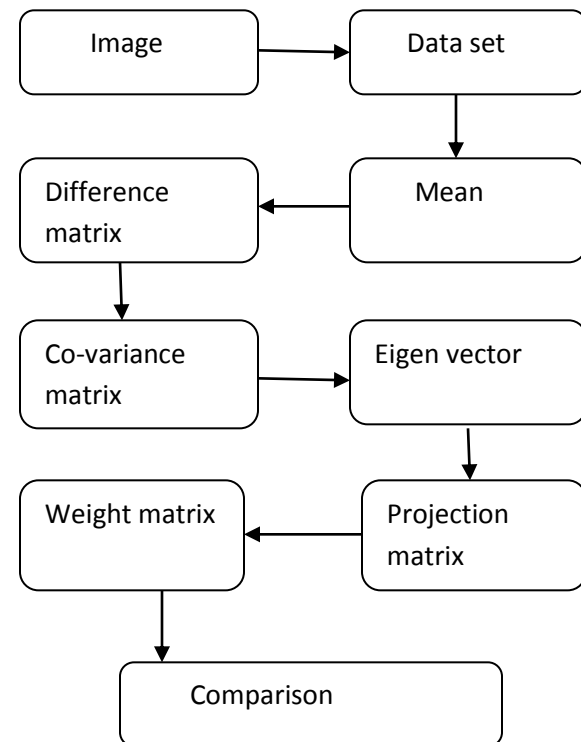 Image
Data set
Mean
Difference
matrix
Co-variance
matrix
Eigen vector
Projection
matrix
Weight matrix
Comparison